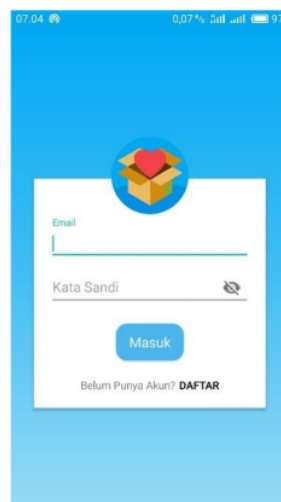 07.04 0,07% 97
Email
Kata Sandi
Masuk
Belum Punya Akun? DAFTAR